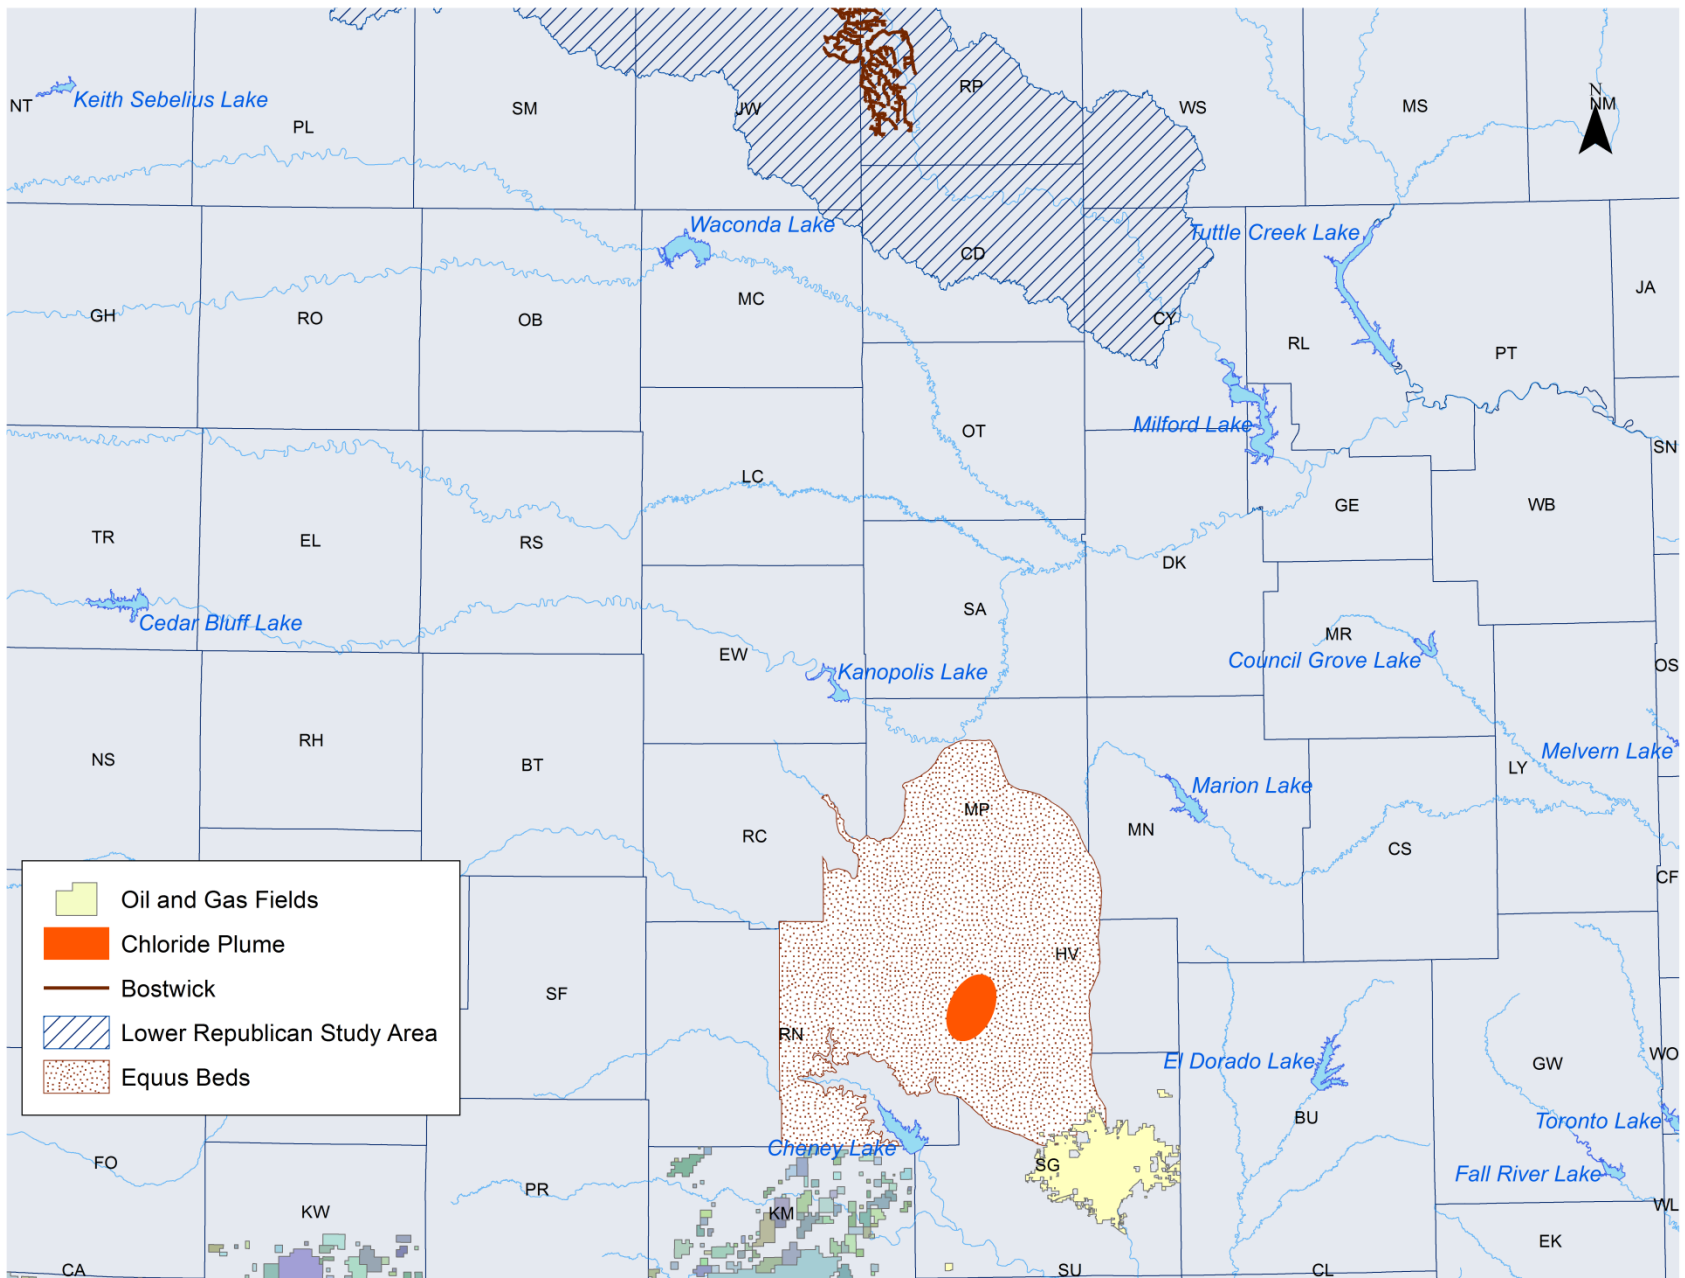 N
NM
NT
Keith Sebelius Lake
PL
SM
JW
RP
WS
MS
Waconda Lake
Tuttle Creek Lake
CD
MC
JA
GH
RO
OB
CY
RL
PT
Milford Lake
OT
SN
LC
GE
WB
TR
EL
RS
DK
SA
Cedar Bluff Lake
EW
MR
Council Grove Lake
Kanopolis Lake
OS
RH
NS
BT
LY
Melvern Lake
Marion Lake
MP
RC
MN
CS
CF
HV
SF
RN
El Dorado Lake
GW
WO
BU
Toronto Lake
Cheney Lake
SG
Fall River Lake
FO
PR
KW
KM
WL
EK
CA
SU
CL
Oil and Gas Fields
Chloride Plume
Bostwick
Lower Republican Study Area
Equus Beds